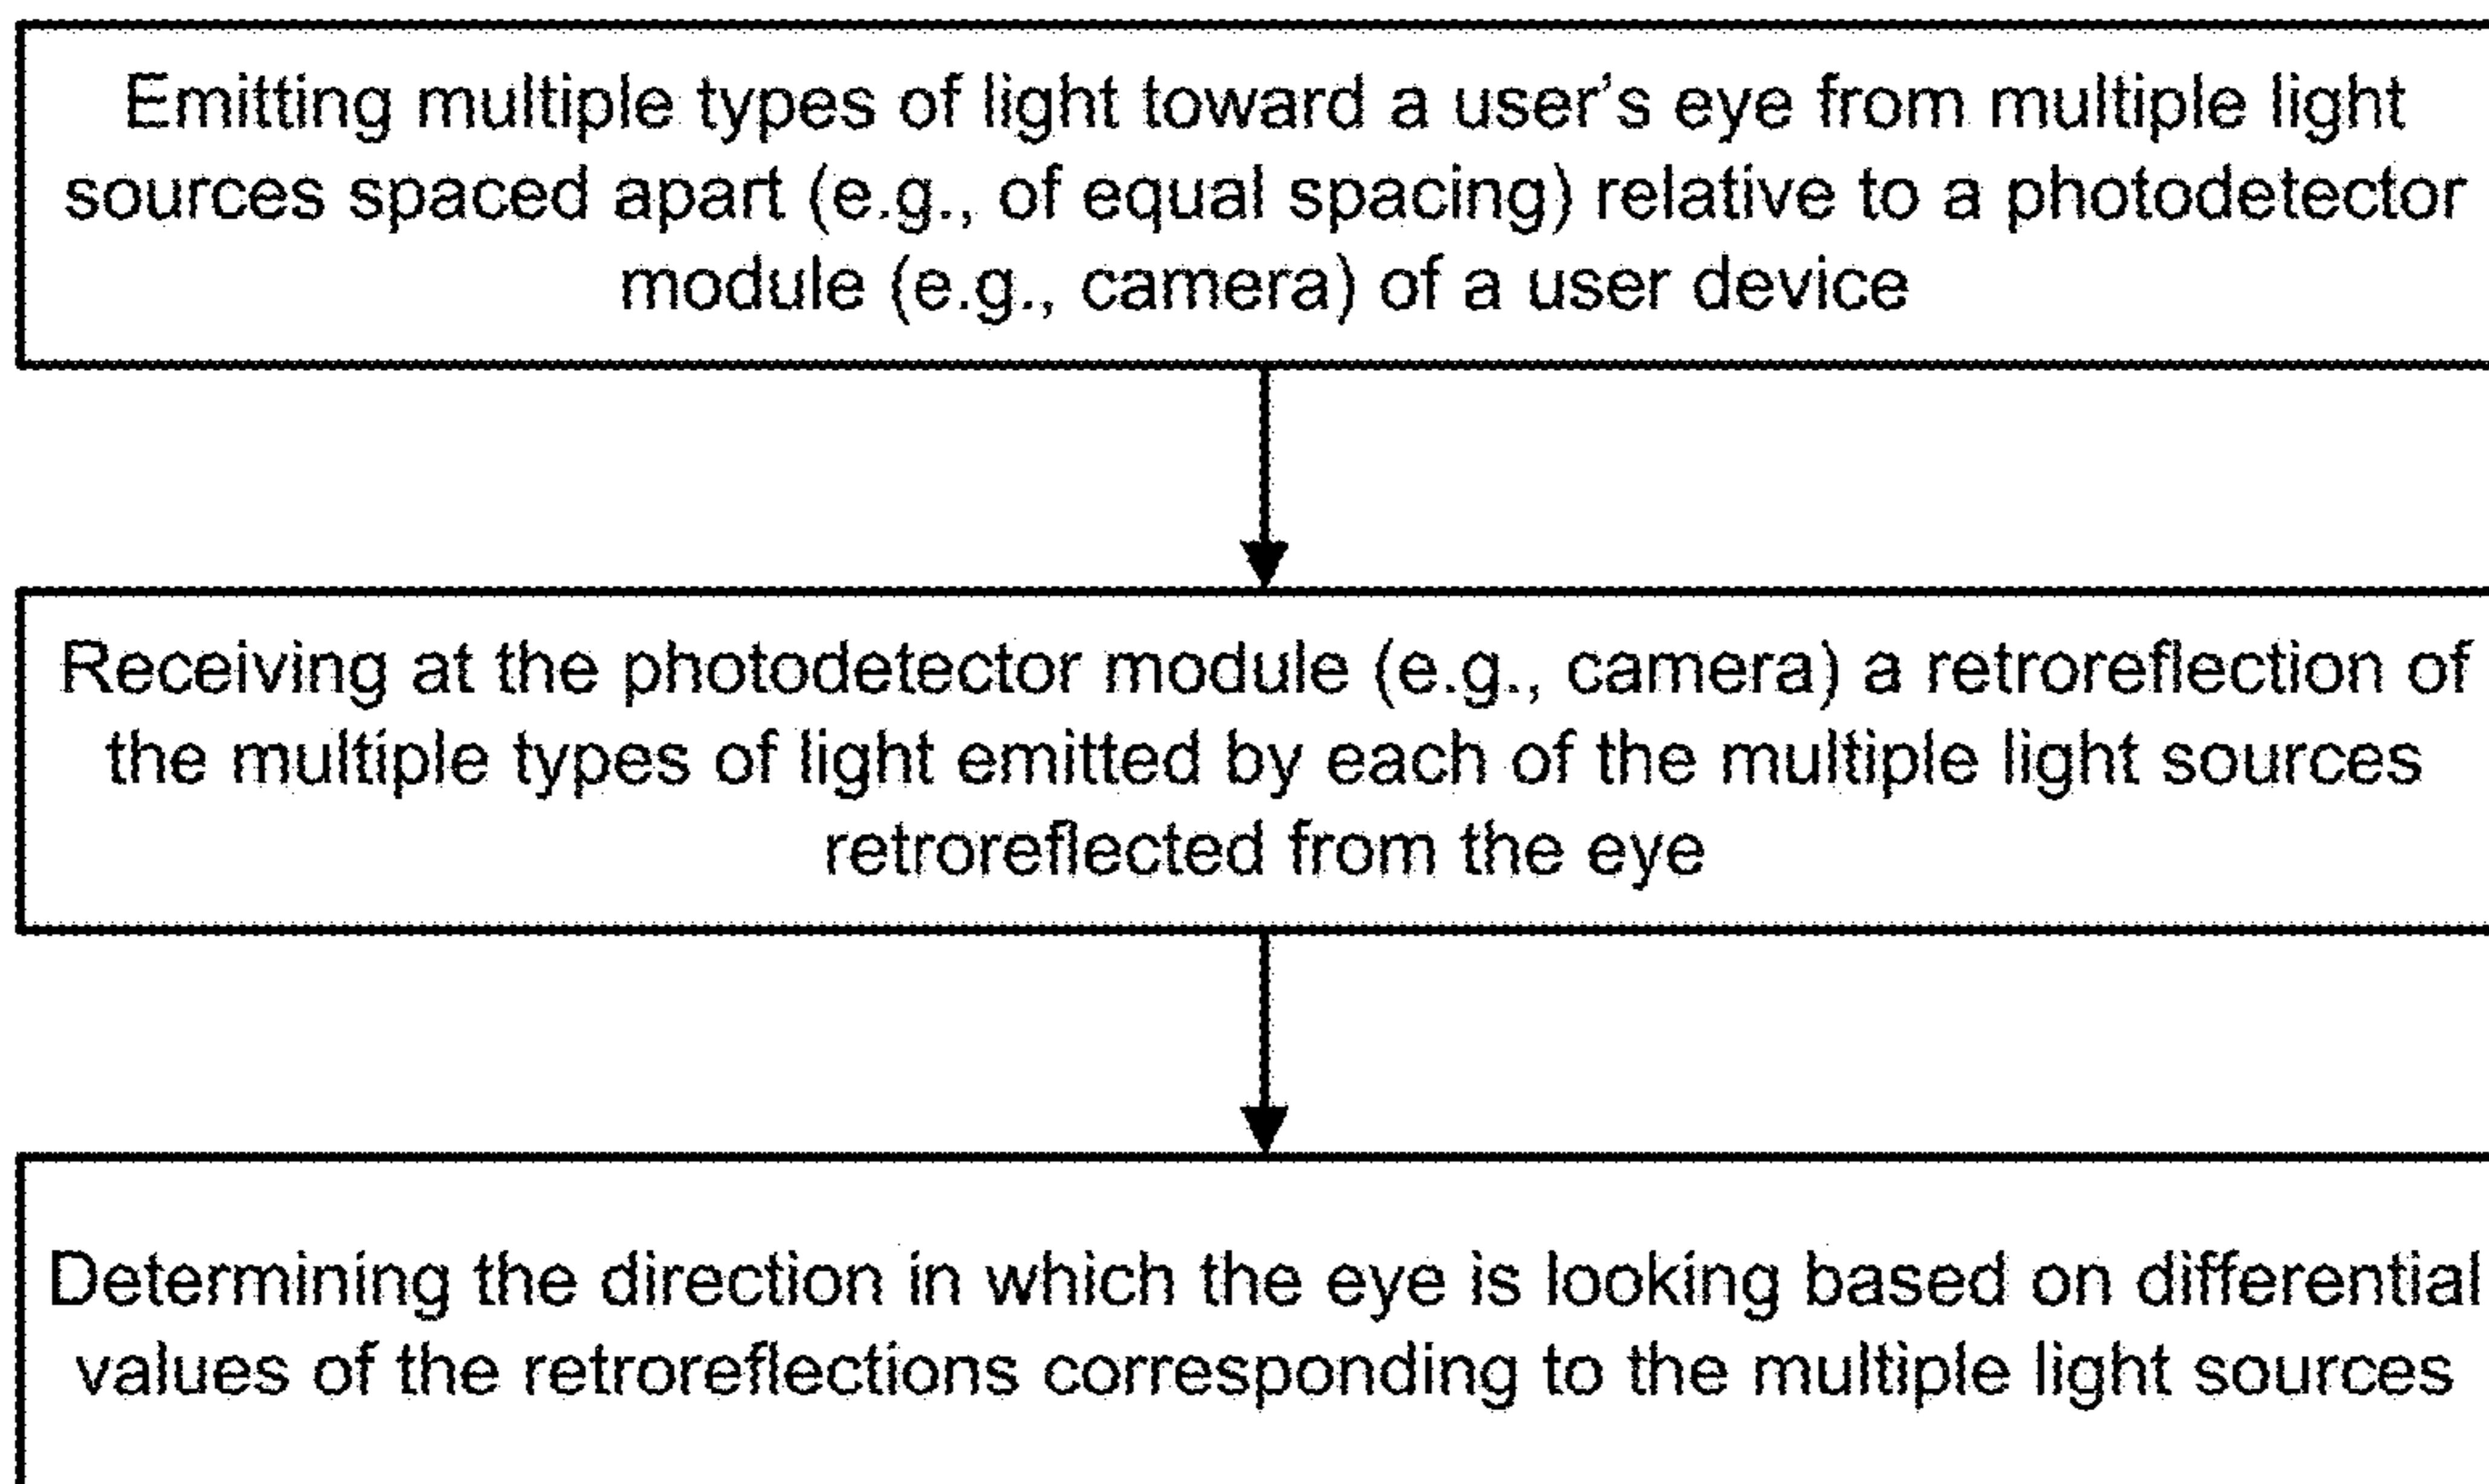 Emitting multiple types of light toward a user's eye from multiple light
sources spaced apart (e.g., of equal spacing) relative to a photodetector
module (e.g., camera) of a user device
Receiving at the photodetector module (e.g., camera) a retroreflection of
the multiple types of light emitted by each of the multiple light sources
retroreflected from the eye
Determining the direction in which the eye is looking based on differential
values of the retroreflections corresponding to the multiple light sources